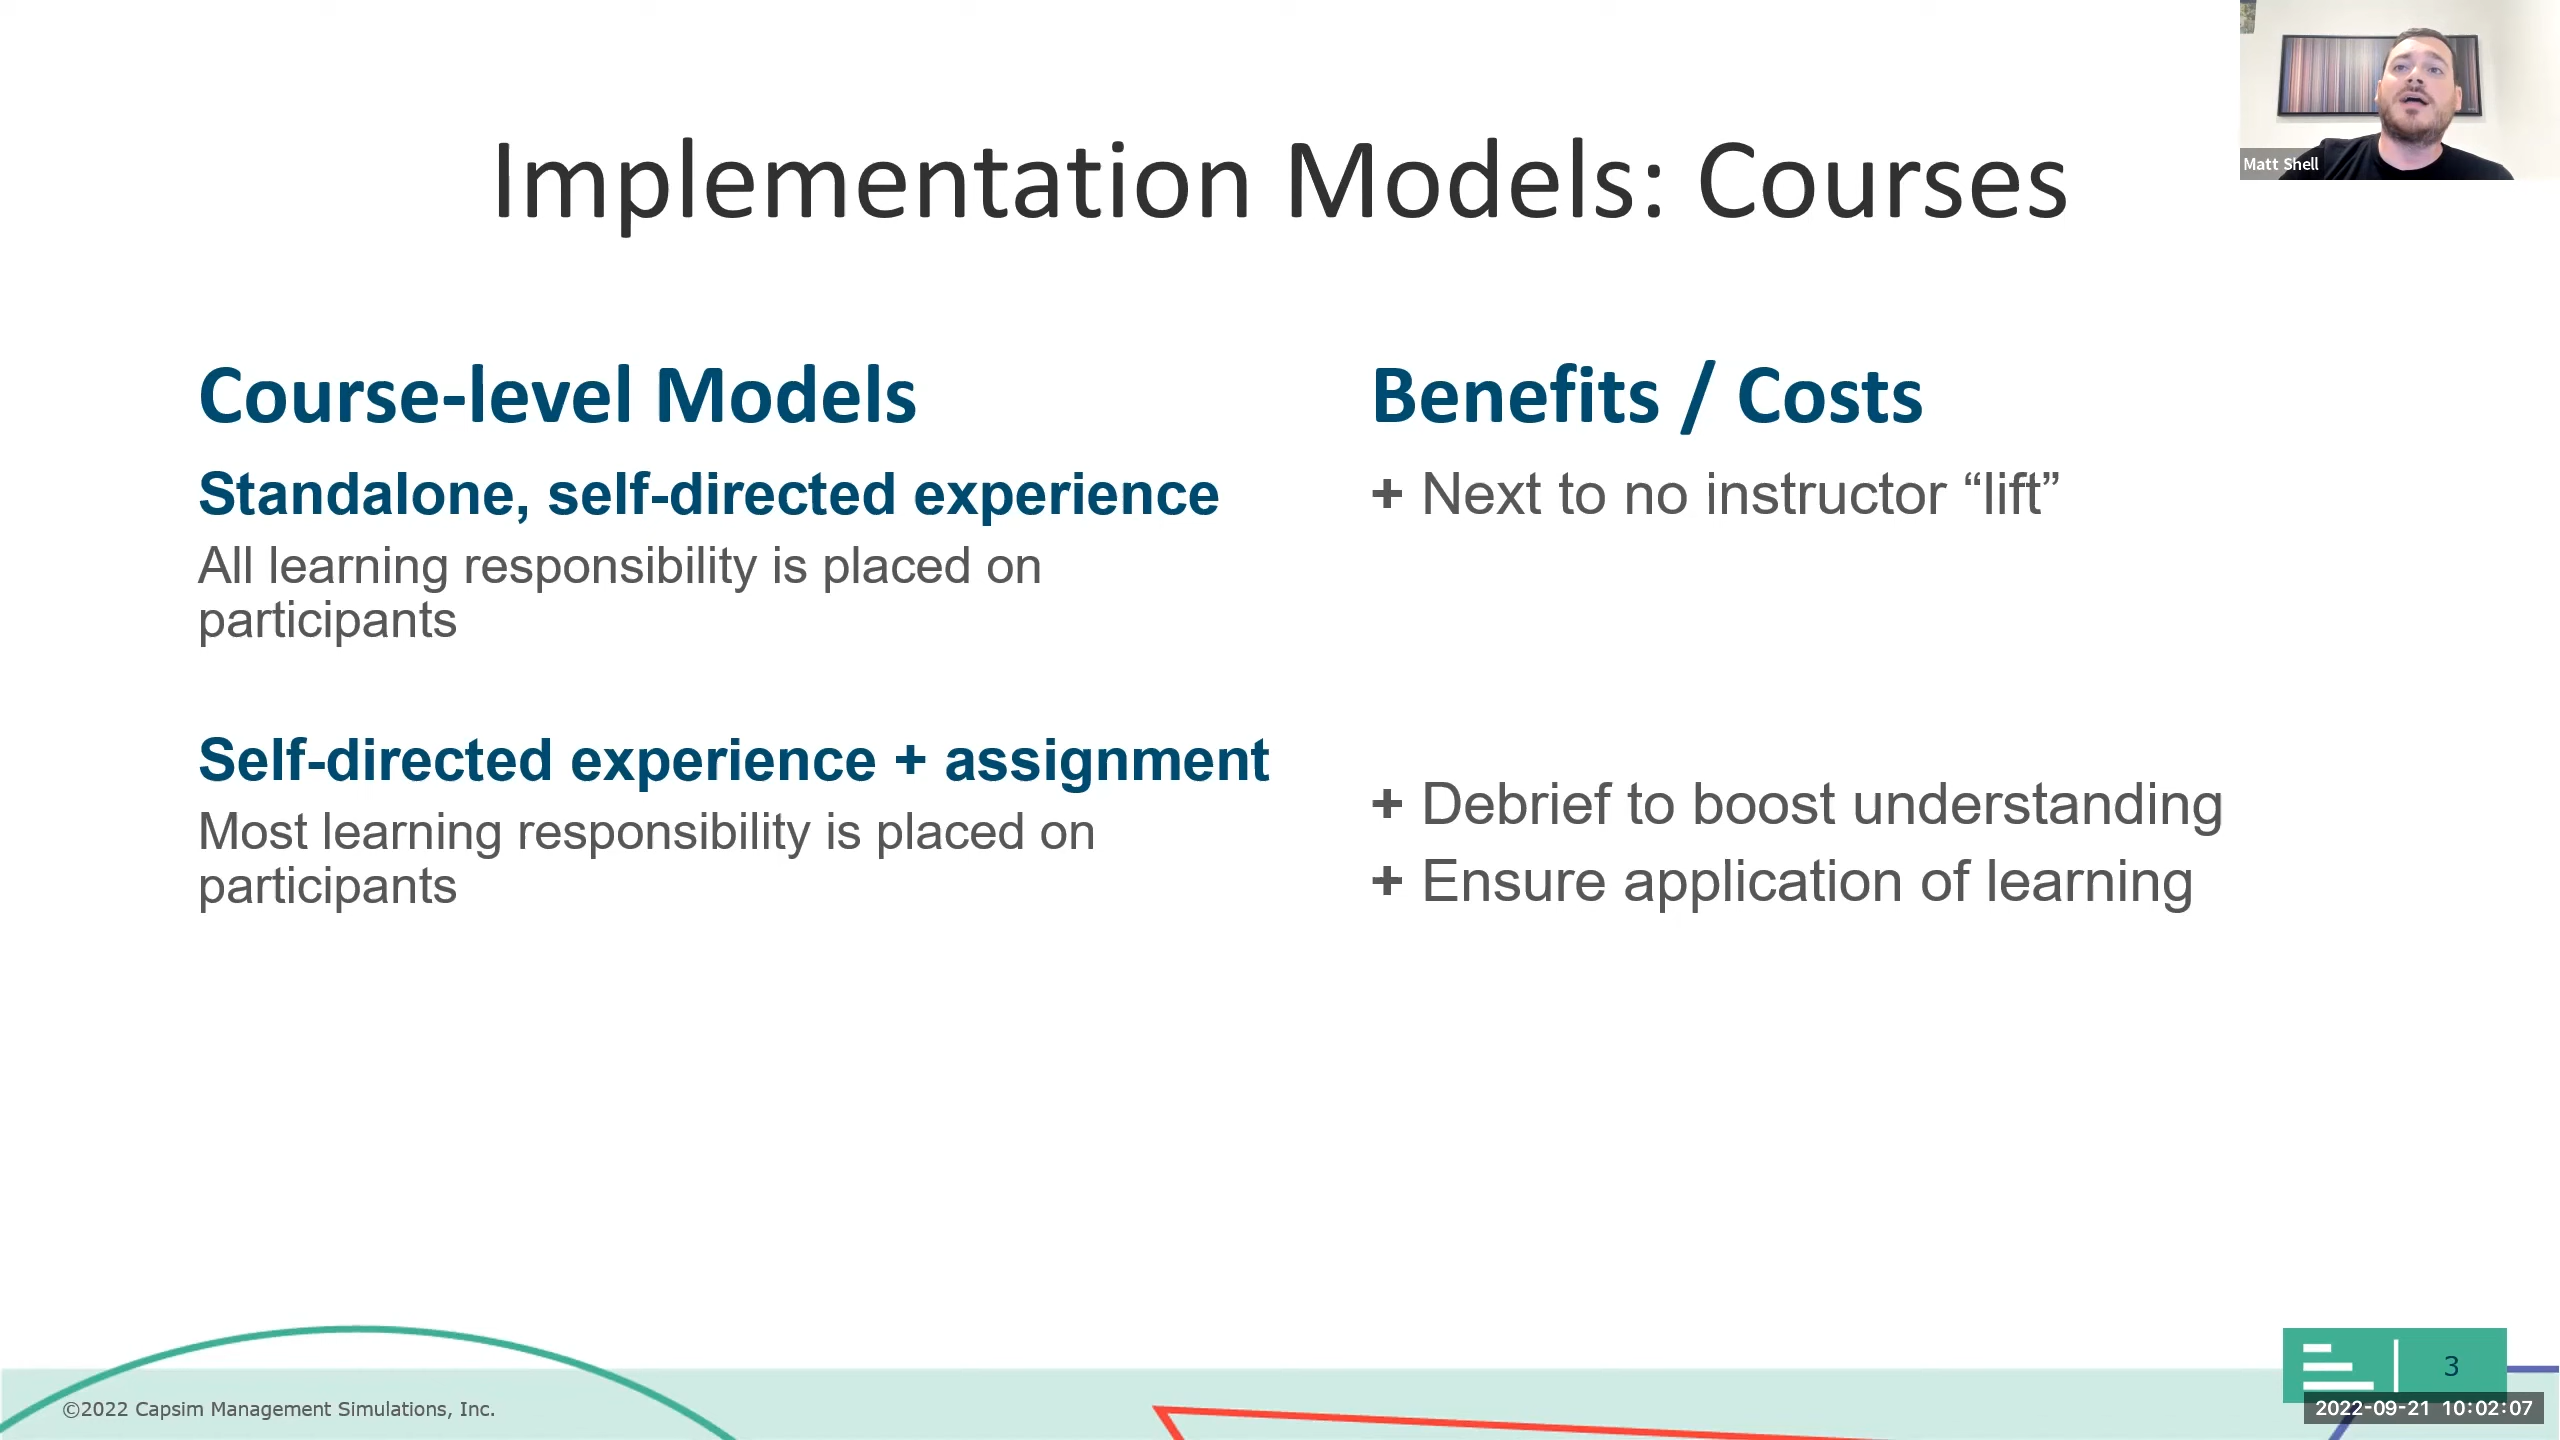 Implementation Models: Courses
Matt Shell
Course-level Models
Standalone, self-directed experience
All learning responsibility is placed on
participants
Self-directed experience + assignment
Most learning responsibility is placed on
participants
Benefits / Costs
+ Next to no instructor “lift”
+ Debrief to boost understanding
+ Ensure application of learning
©2022 Capsim Management Simulations, Inc.
3
2022-09-21 10:02:07